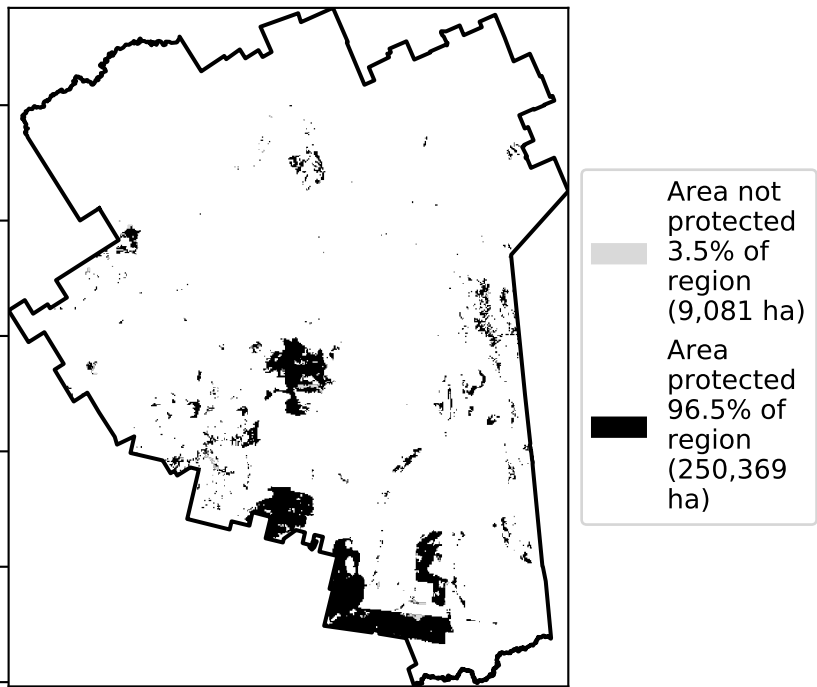 Area not
protected
3.5% of
region
(9,081 ha)
Area
protected
96.5% of
region
(250,369
ha)